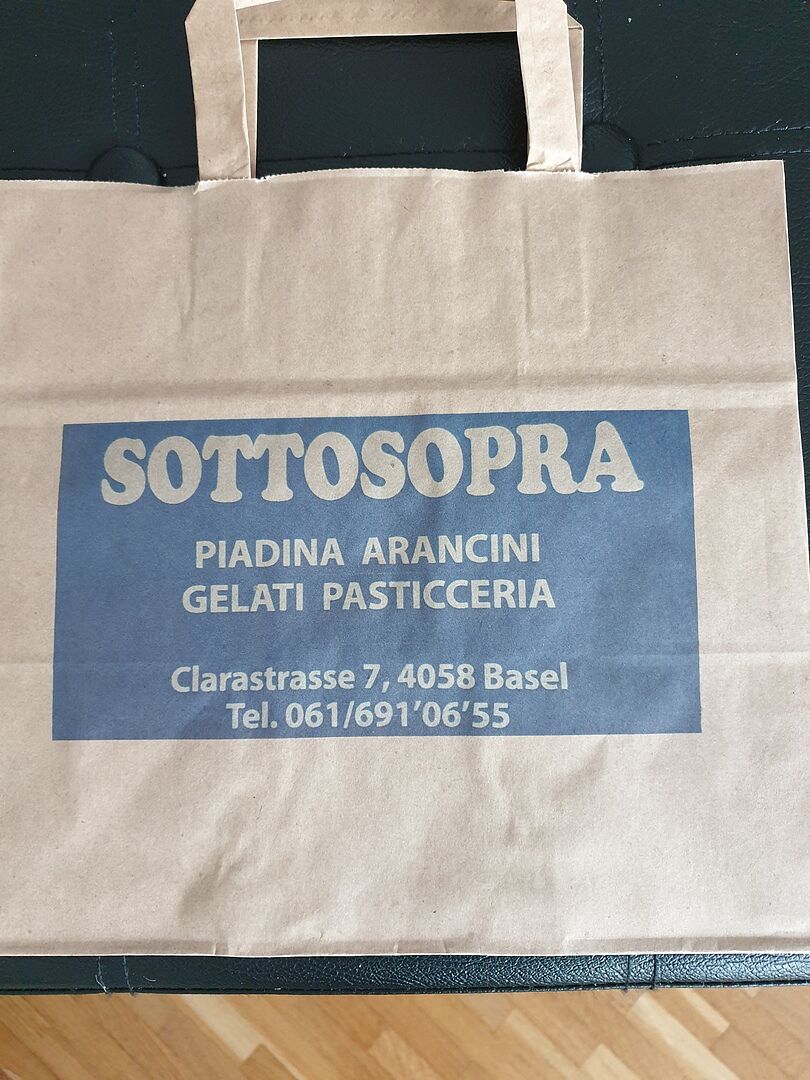 SOTTOSOPRA
PIADINA ARANCINI
GELATI PASTICCERIA
Clarastrasse 7, 4058 Basel
Tel. 061/691’06’55